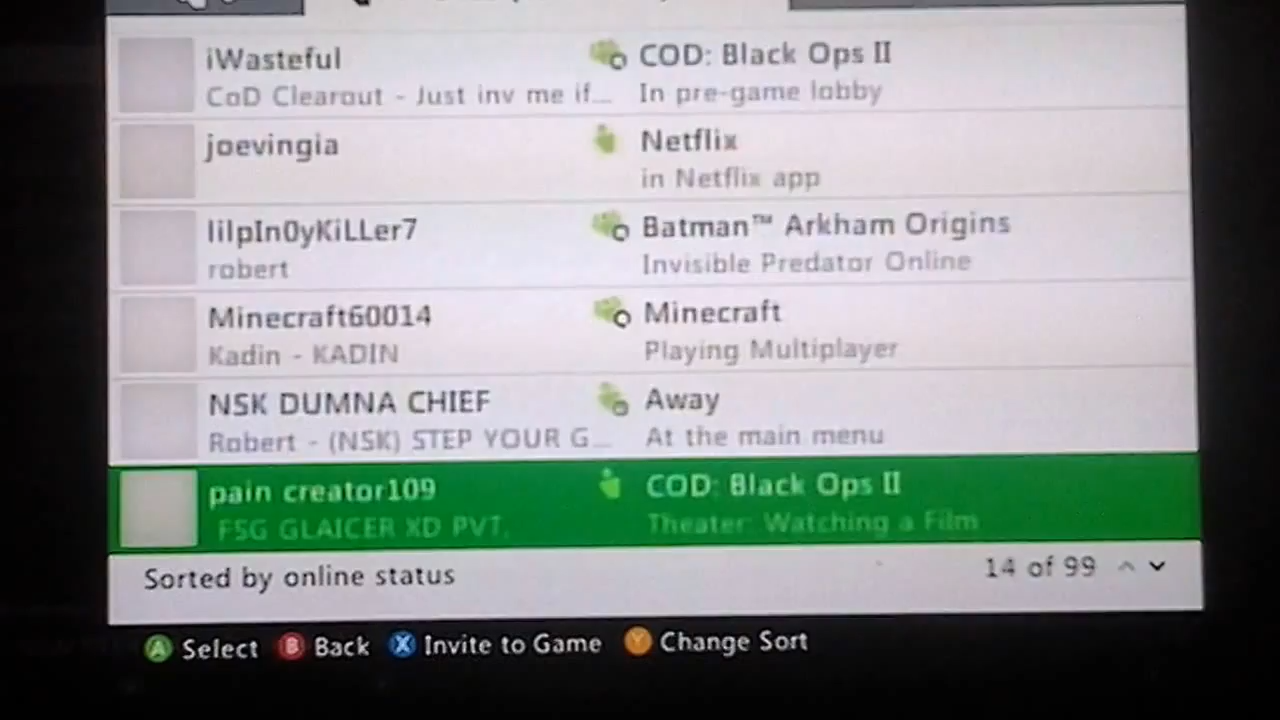 iWasteful
COD: Black Ops II
CoD Clearout - Just inv me if...
In pre-game lobby
joevingia
Netflix
in Netflix app
lilpIn0yKiLLer7
Batman™ Arkham Origins
robert
Invisible Predator Online
Minecraft60014
Minecraft
Kadin - KADIN
Playing Multiplayer
NSK DUMNA CHIEF
Away
Robert - (NSK) STEP YOUR G...
At the main menu
pain creator109
COD: Black Ops II
FSG GLAICER XD PVT.
Theater: Watching a Film
Sorted by online status
14 of 99
A Select B Back X Invite to Game Y Change Sort